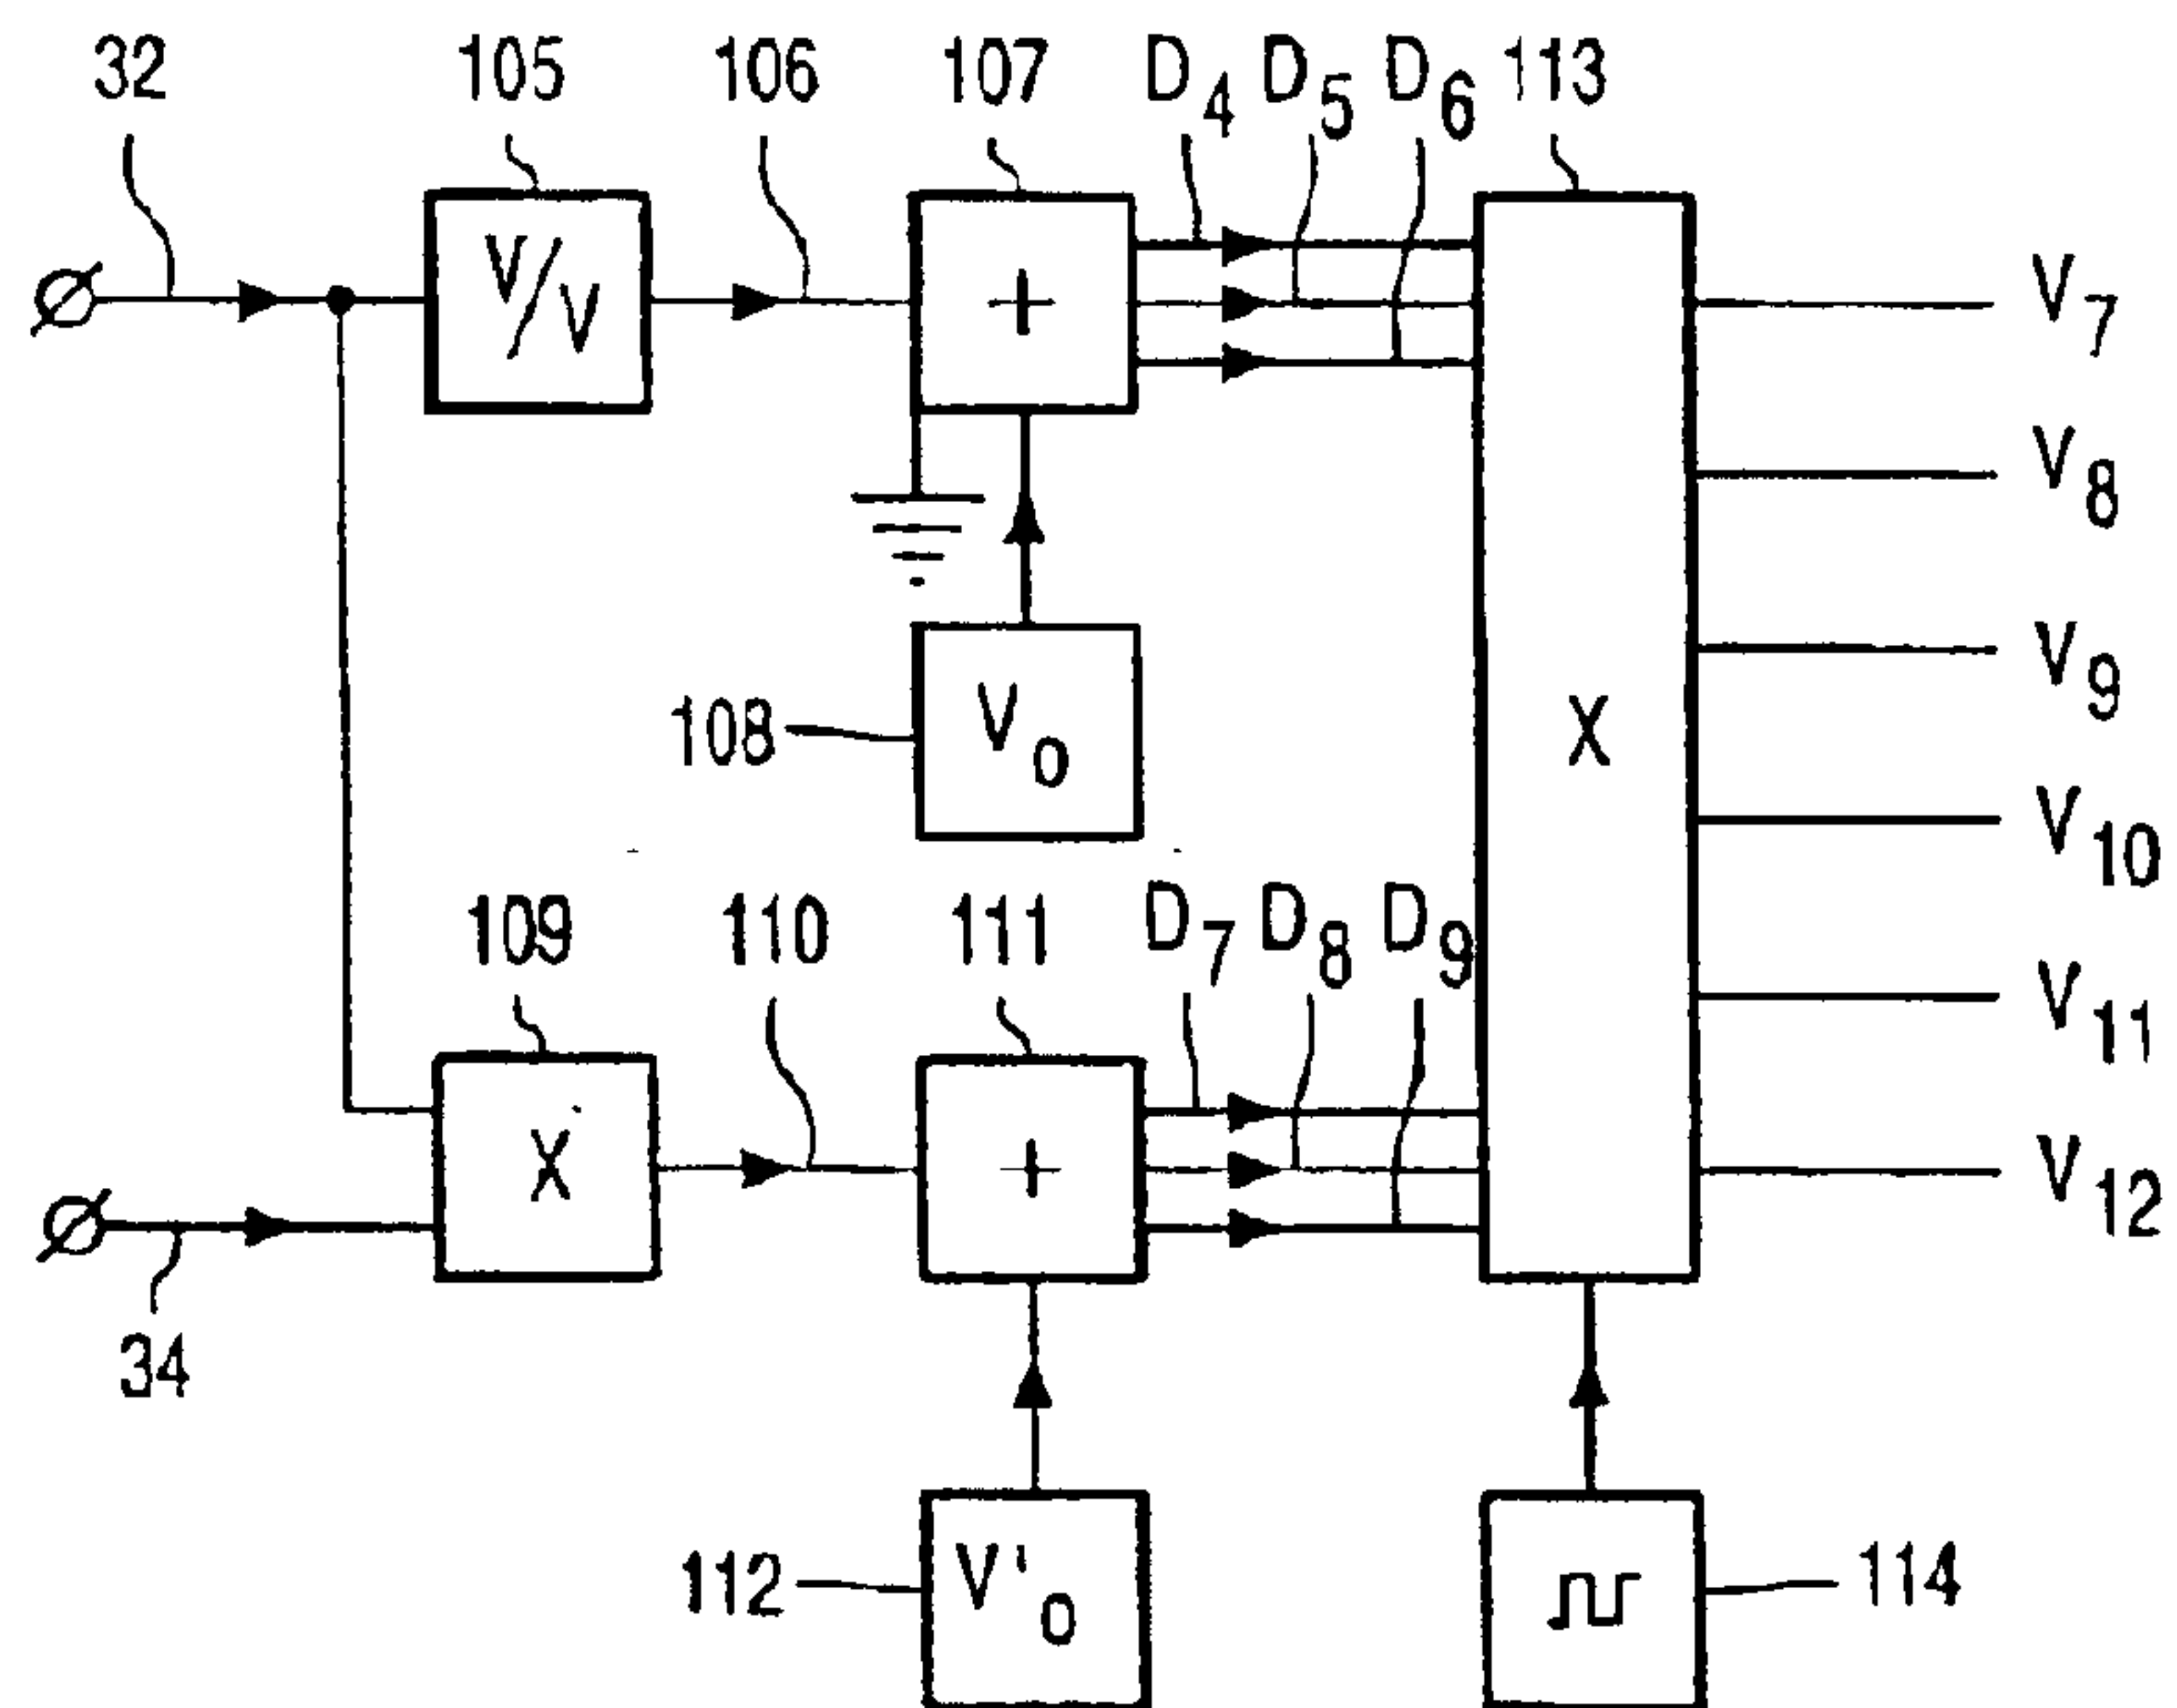 32 105 106 107 D4 D5 D6 113
V/V + V7
V8
V9
108 V0 X
V10
109 110 111 D7 D8 D9
V11
X + V12
34
112 V'0 114